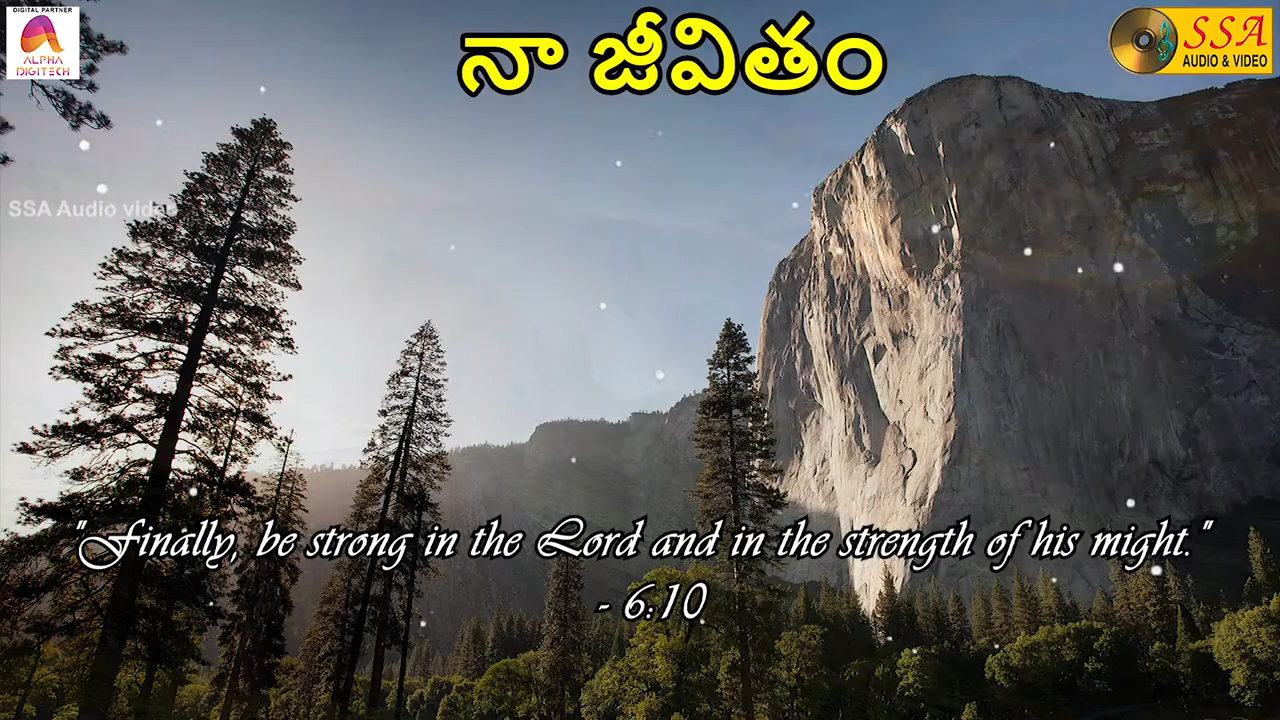 DIGITAL PARTNER
ALPHA
DIGITECH
నా జీవితం
SSA
AUDIO & VIDEO
SSA Audio video
"Finally, be strong in the Lord and in the strength of his might."
- 6:10